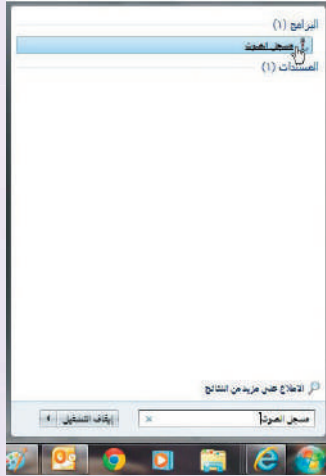 البرامج (١)
مسجل الصوت
المستندات (١)
الاطلاع على مزيد من النتائج
مسجل الصوت
إيقاف التشغيل